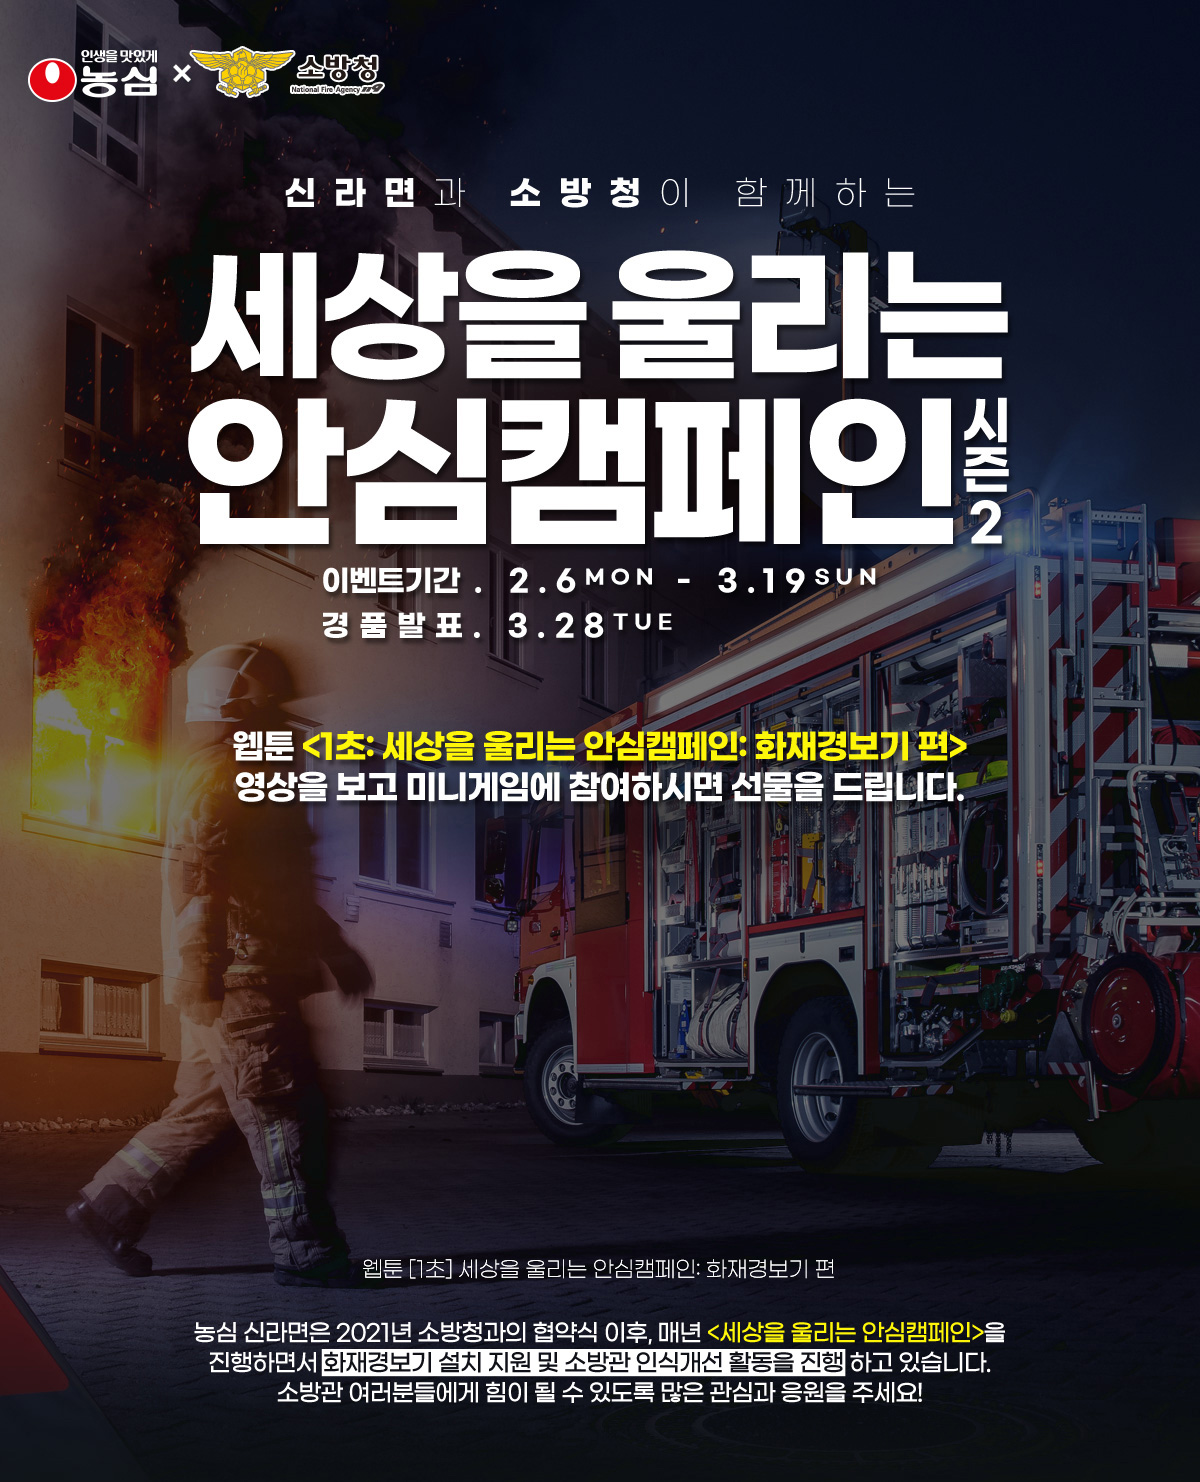 인생을 맛있게
농심 × 소방청
National Fire Agency 119
신라면과 소방청이 함께하는
세상을 울리는
안심캠페인 시즌2
이벤트기간 . 2.6 MON - 3.19 SUN
경품발표. 3.28 TUE
웹툰 <1초: 세상을 울리는 안심캠페인: 화재경보기 편>
영상을 보고 미니게임에 참여하시면 선물을 드립니다.
웹툰 [1초] 세상을 울리는 안심캠페인: 화재경보기 편
농심 신라면은 2021년 소방청과의 협약식 이후, 매년 <세상을 울리는 안심캠페인>을
진행하면서 화재경보기 설치 지원 및 소방관 인식개선 활동을 진행 하고 있습니다.
소방관 여러분들에게 힘이 될 수 있도록 많은 관심과 응원을 주세요!